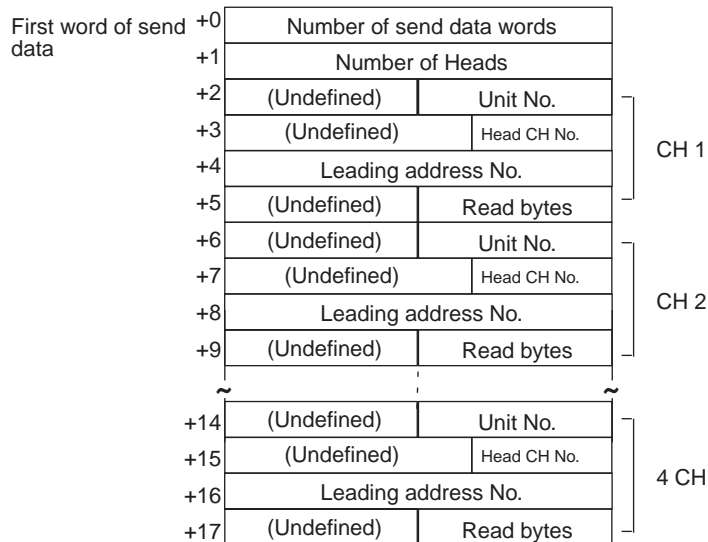 First word of send data
+0 Number of send data words
+1 Number of Heads
+2 (Undefined) Unit No.
+3 (Undefined) Head CH No.
CH 1
+4 Leading address No.
+5 (Undefined) Read bytes
+6 (Undefined) Unit No.
+7 (Undefined) Head CH No.
CH 2
+8 Leading address No.
+9 (Undefined) Read bytes
~ ~
+14 (Undefined) Unit No.
+15 (Undefined) Head CH No.
4 CH
+16 Leading address No.
+17 (Undefined) Read bytes